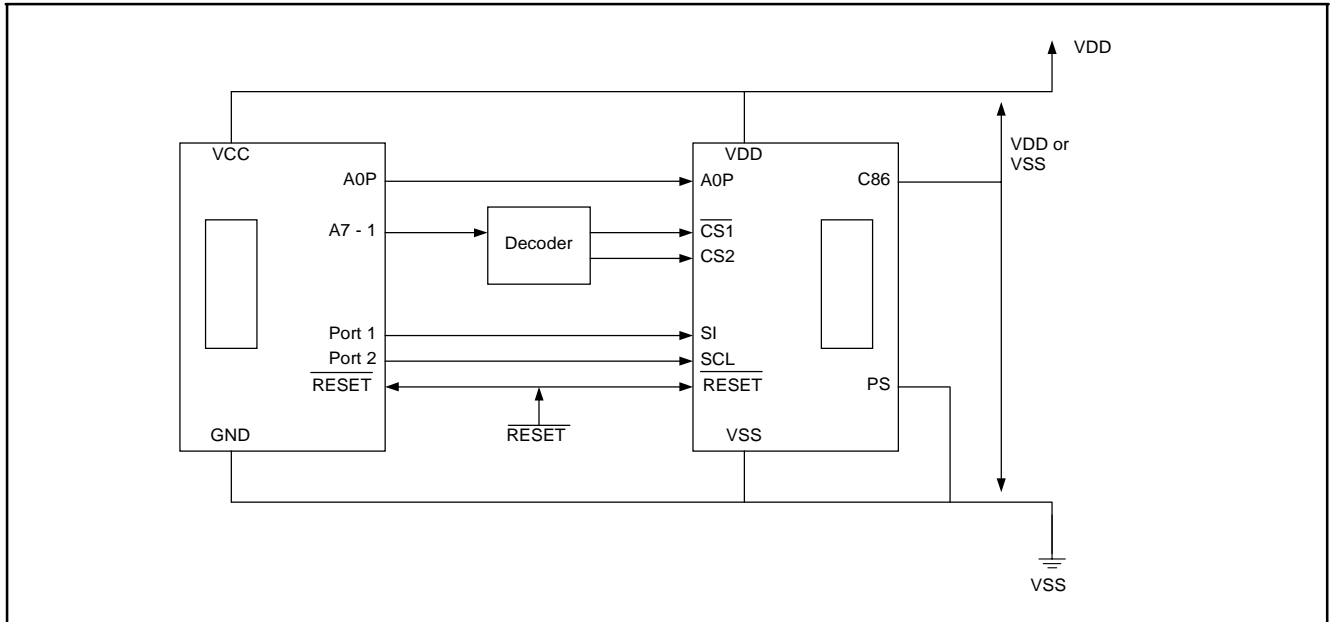 VDD
VCC
VDD
VDD or
VSS
A0P
A0P
C86
A7 - 1
Decoder
CS1
CS2
Port 1
SI
Port 2
SCL
RESET
RESET
PS
GND
RESET
VSS
VSS